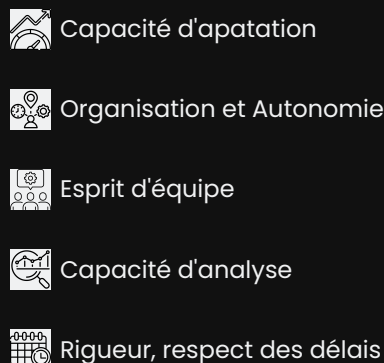 Capacité d'apatation
Organisation et Autonomie
Esprit d'équipe
Capacité d'analyse
Rigueur, respect des délais